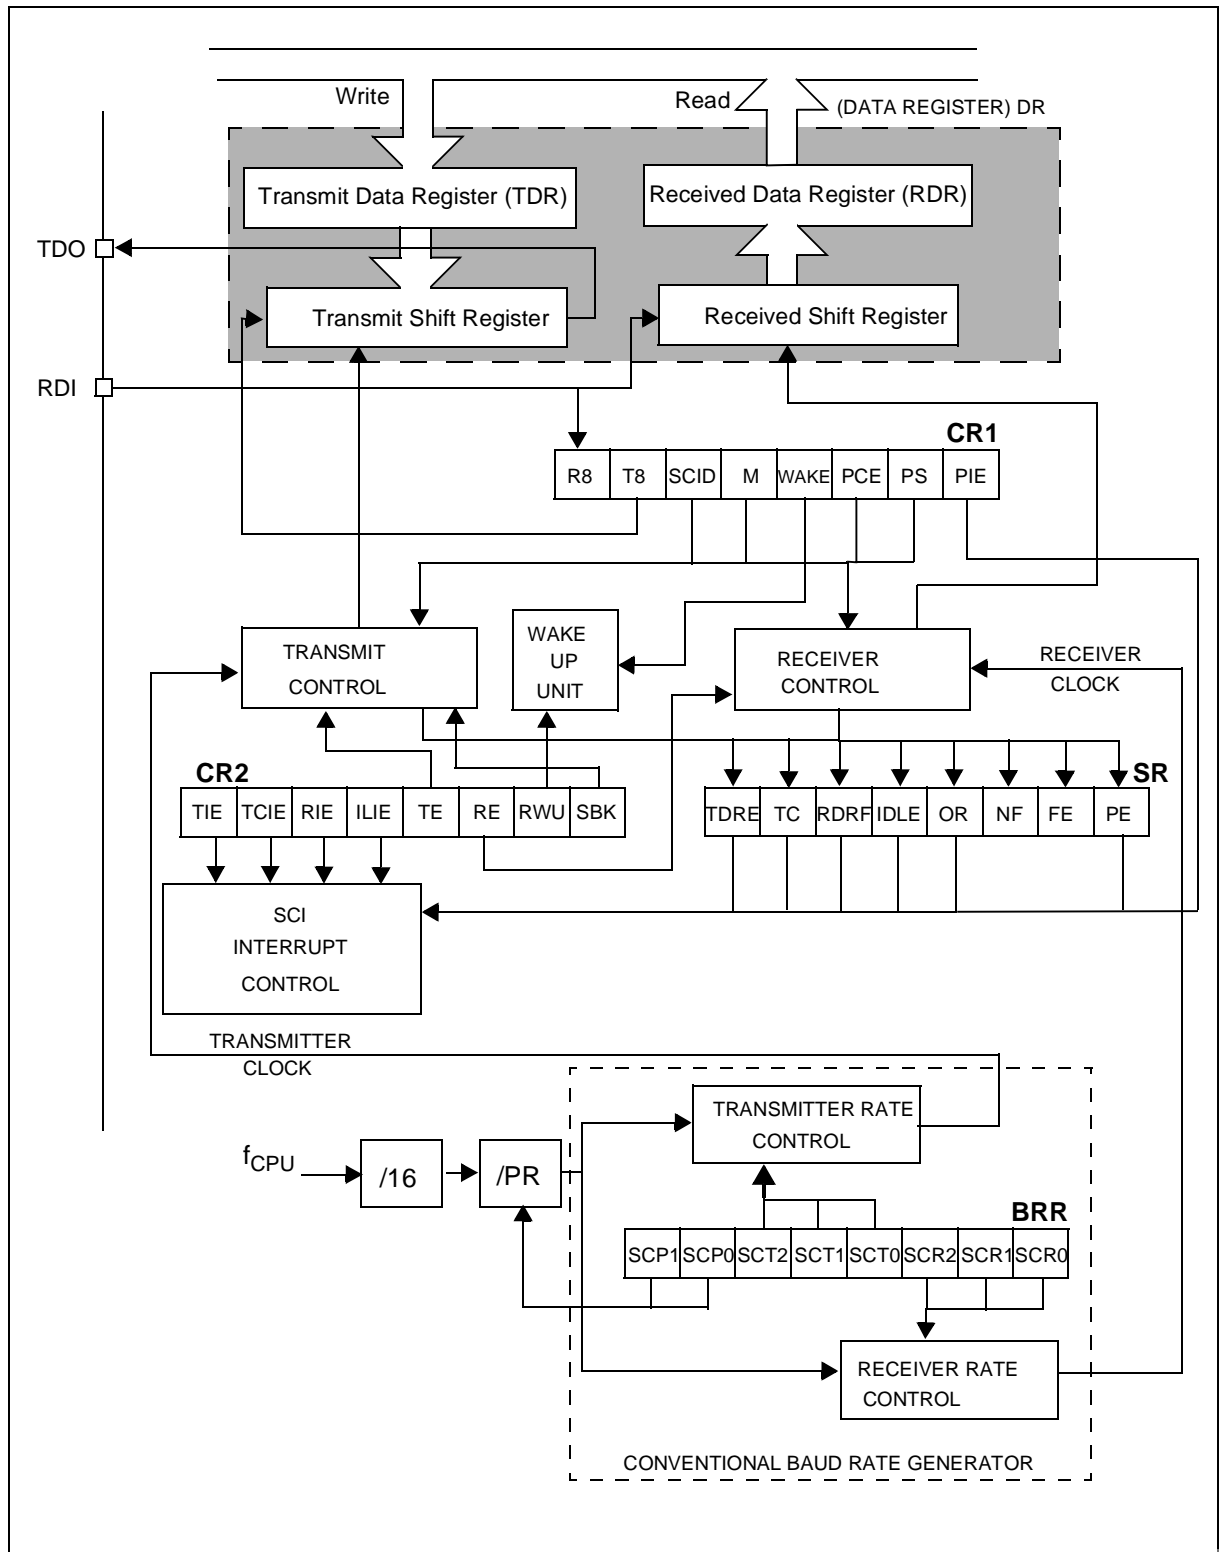 Write
Read
(DATA REGISTER) DR
Transmit Data Register (TDR)
Received Data Register (RDR)
TDO
Transmit Shift Register
Received Shift Register
RDI
CR1
R8 T8 SCID M WAKE PCE PS PIE
TRANSMIT
CONTROL
WAKE
UP
UNIT
RECEIVER
CONTROL
RECEIVER
CLOCK
CR2
TIE TCIE RIE ILIE TE RE RWU SBK
SR
TDRE TC RDRF IDLE OR NF FE PE
SCI
INTERRUPT
CONTROL
TRANSMITTER
CLOCK
TRANSMITTER RATE
CONTROL
fCPU
/16
/PR
BRR
SCP1 SCP0 SCT2 SCT1 SCT0 SCR2 SCR1 SCR0
RECEIVER RATE
CONTROL
CONVENTIONAL BAUD RATE GENERATOR